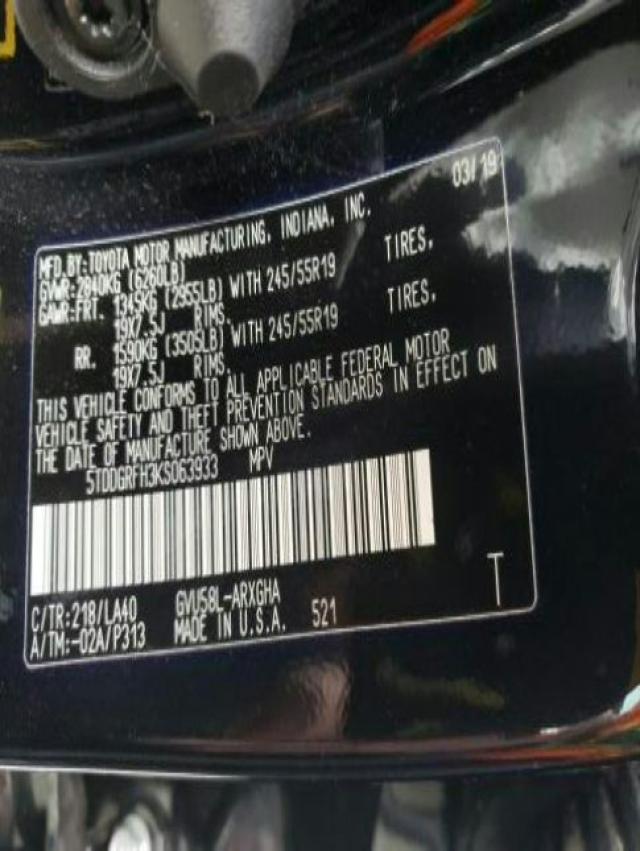 03/19
MFD.BY:TOYOTA MOTOR MANUFACTURING, INDIANA, INC.
GVWR:2840KG (6260LB)
GAWR:FRT. 1345KG (2955LB) WITH 245/55R19 TIRES,
19X7.5J RIMS.
RR. 1590KG (3505LB) WITH 245/55R19 TIRES,
19X7.5J RIMS.
THIS VEHICLE CONFORMS TO ALL APPLICABLE FEDERAL MOTOR
VEHICLE SAFETY AND THEFT PREVENTION STANDARDS IN EFFECT ON
THE DATE OF MANUFACTURE SHOWN ABOVE.
5TDDGRFH3KS063933 MPV
C/TR:218/LA40 GVU58L-ARXGHA T
A/TM:-02A/P313 MADE IN U.S.A. 521